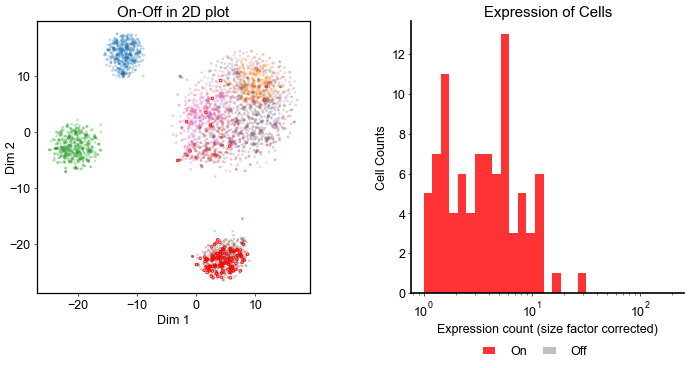 On-Off in 2D plot
10
0
−10
−20
Dim 2
−20 −10 0 10
Dim 1
Expression of Cells
12
10
8
6
4
2
0
Cell Counts
10⁰ 10¹ 10²
Expression count (size factor corrected)
On Off